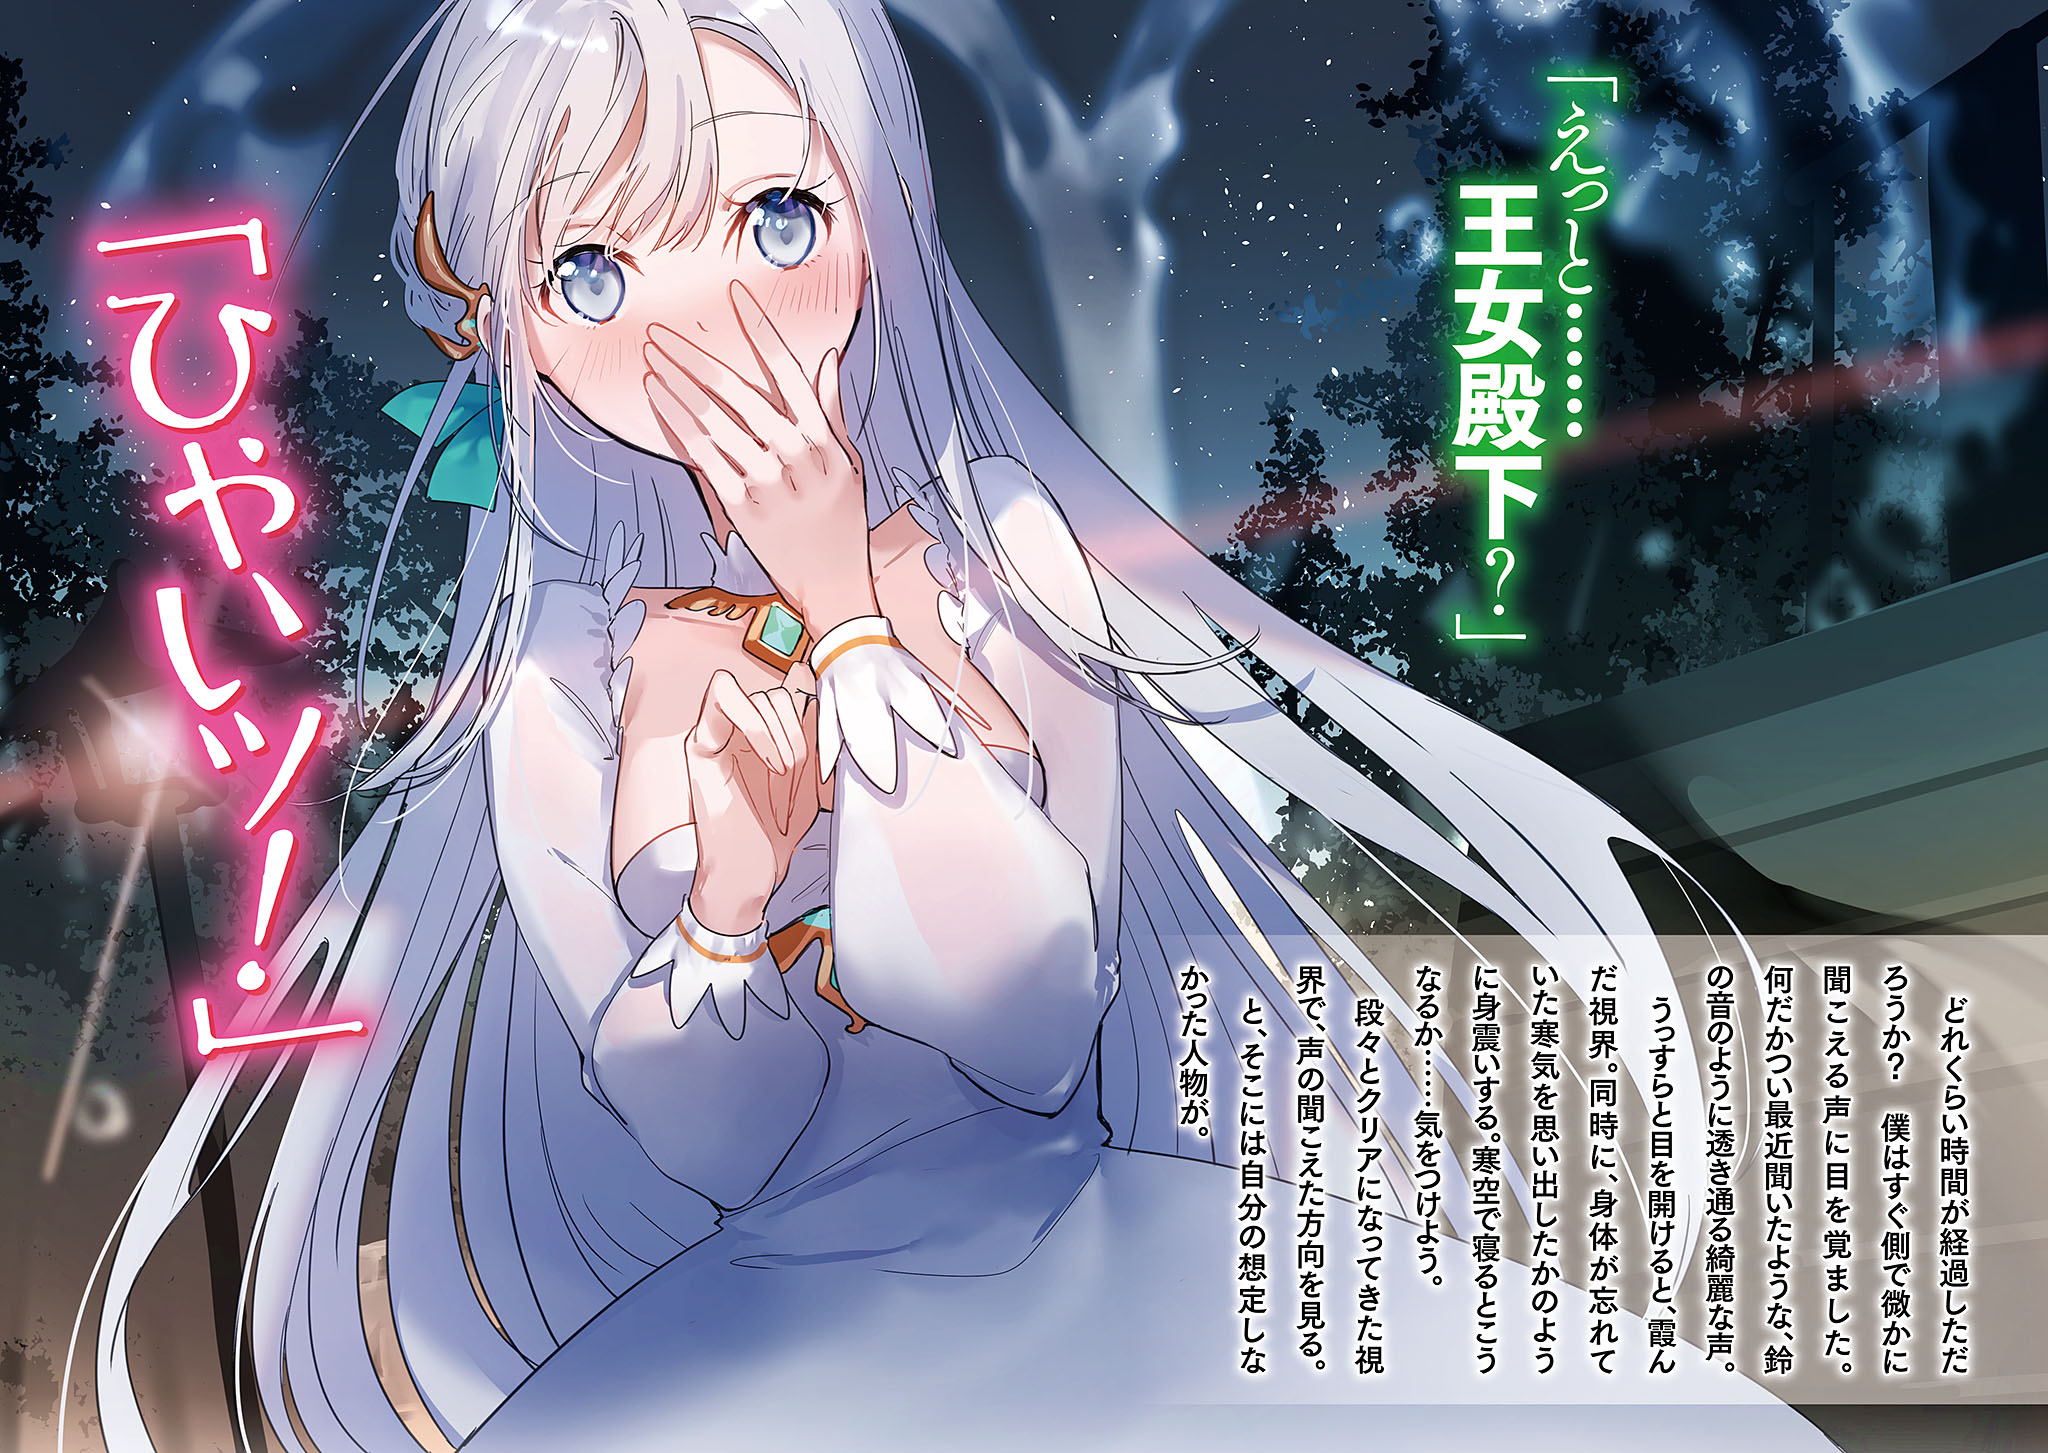 「えっと………
王女殿下？」
「ひゃいッ！」
どれくらい時間が経過しただ
ろうか？　僕はすぐ側で微かに
聞こえる声に目を覚ました。
何だかつい最近聞いたような、鈴
の音のように透き通る綺麗な声。
うっすらと目を開けると、霞ん
だ視界。同時に、身体が忘れて
いた寒気を思い出したかのよう
に身震いする。寒空で寝るとこう
なるか……気をつけよう。
段々とクリアになってきた視
界で、声の聞こえた方向を見る。
と、そこには自分の想定しな
かった人物が。